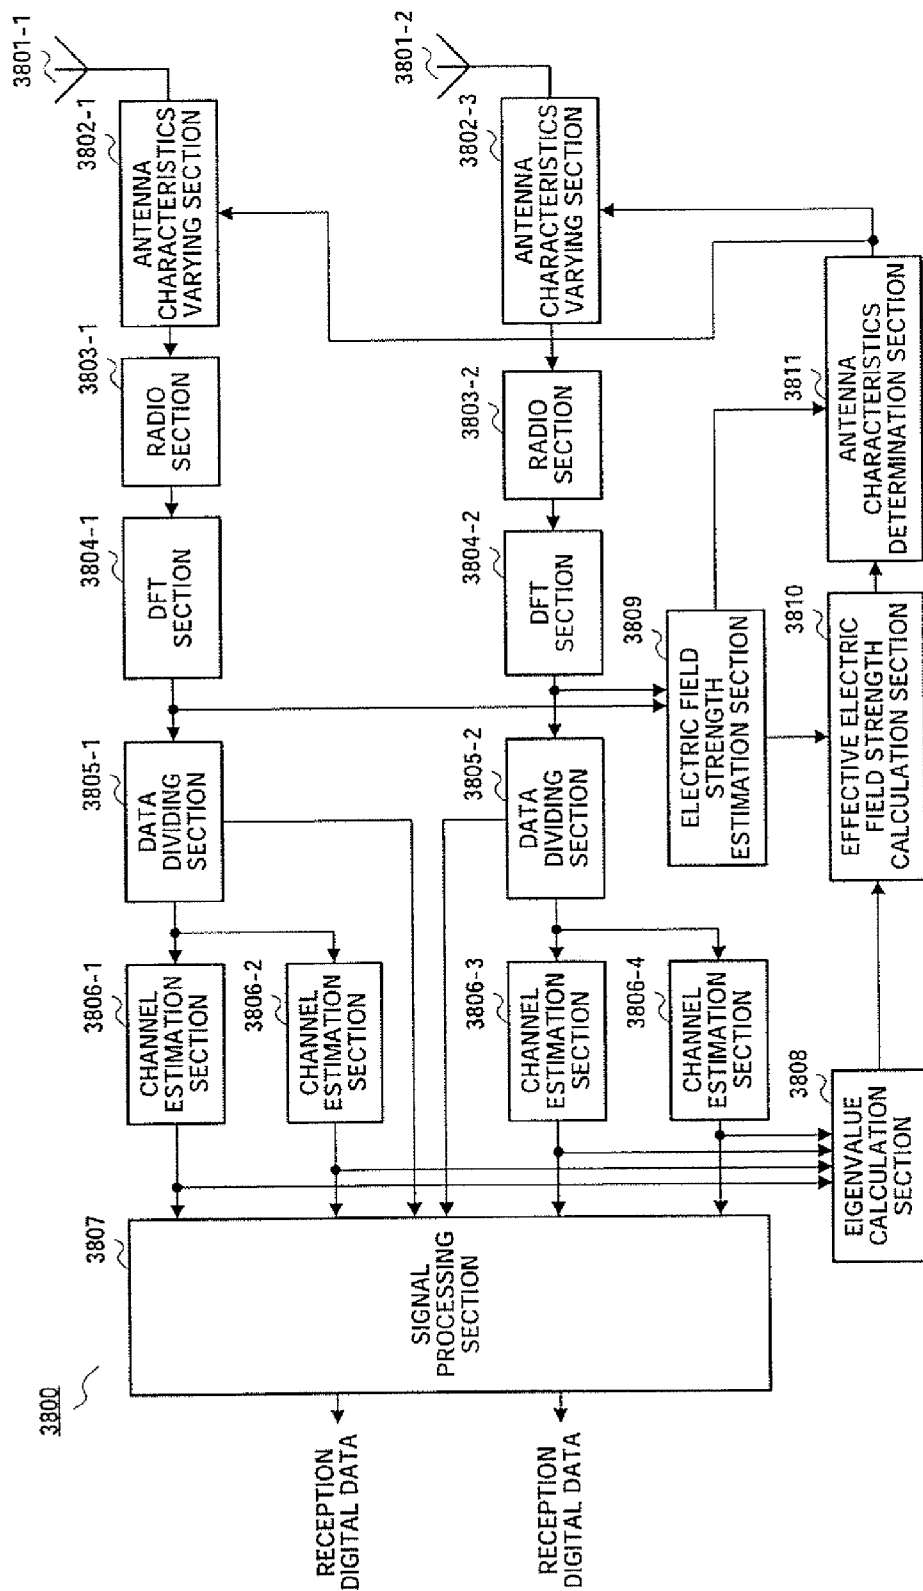 3800
RECEPTION
DIGITAL DATA
RECEPTION
DIGITAL DATA
3807
SIGNAL
PROCESSING
SECTION
3806-1
CHANNEL
ESTIMATION
SECTION
3806-2
CHANNEL
ESTIMATION
SECTION
3806-3
CHANNEL
ESTIMATION
SECTION
3806-4
CHANNEL
ESTIMATION
SECTION
3808
EIGENVALUE
CALCULATION
SECTION
3805-1
DATA
DIVIDING
SECTION
3805-2
DATA
DIVIDING
SECTION
3804-1
DFT
SECTION
3804-2
DFT
SECTION
3809
ELECTRIC FIELD
STRENGTH
ESTIMATION SECTION
3810
EFFECTIVE ELECTRIC
FIELD STRENGTH
CALCULATION SECTION
3803-1
RADIO
SECTION
3803-2
RADIO
SECTION
3811
ANTENNA
CHARACTERISTICS
DETERMINATION SECTION
3802-1
ANTENNA
CHARACTERISTICS
VARYING SECTION
3802-3
ANTENNA
CHARACTERISTICS
VARYING SECTION
3801-1
3801-2